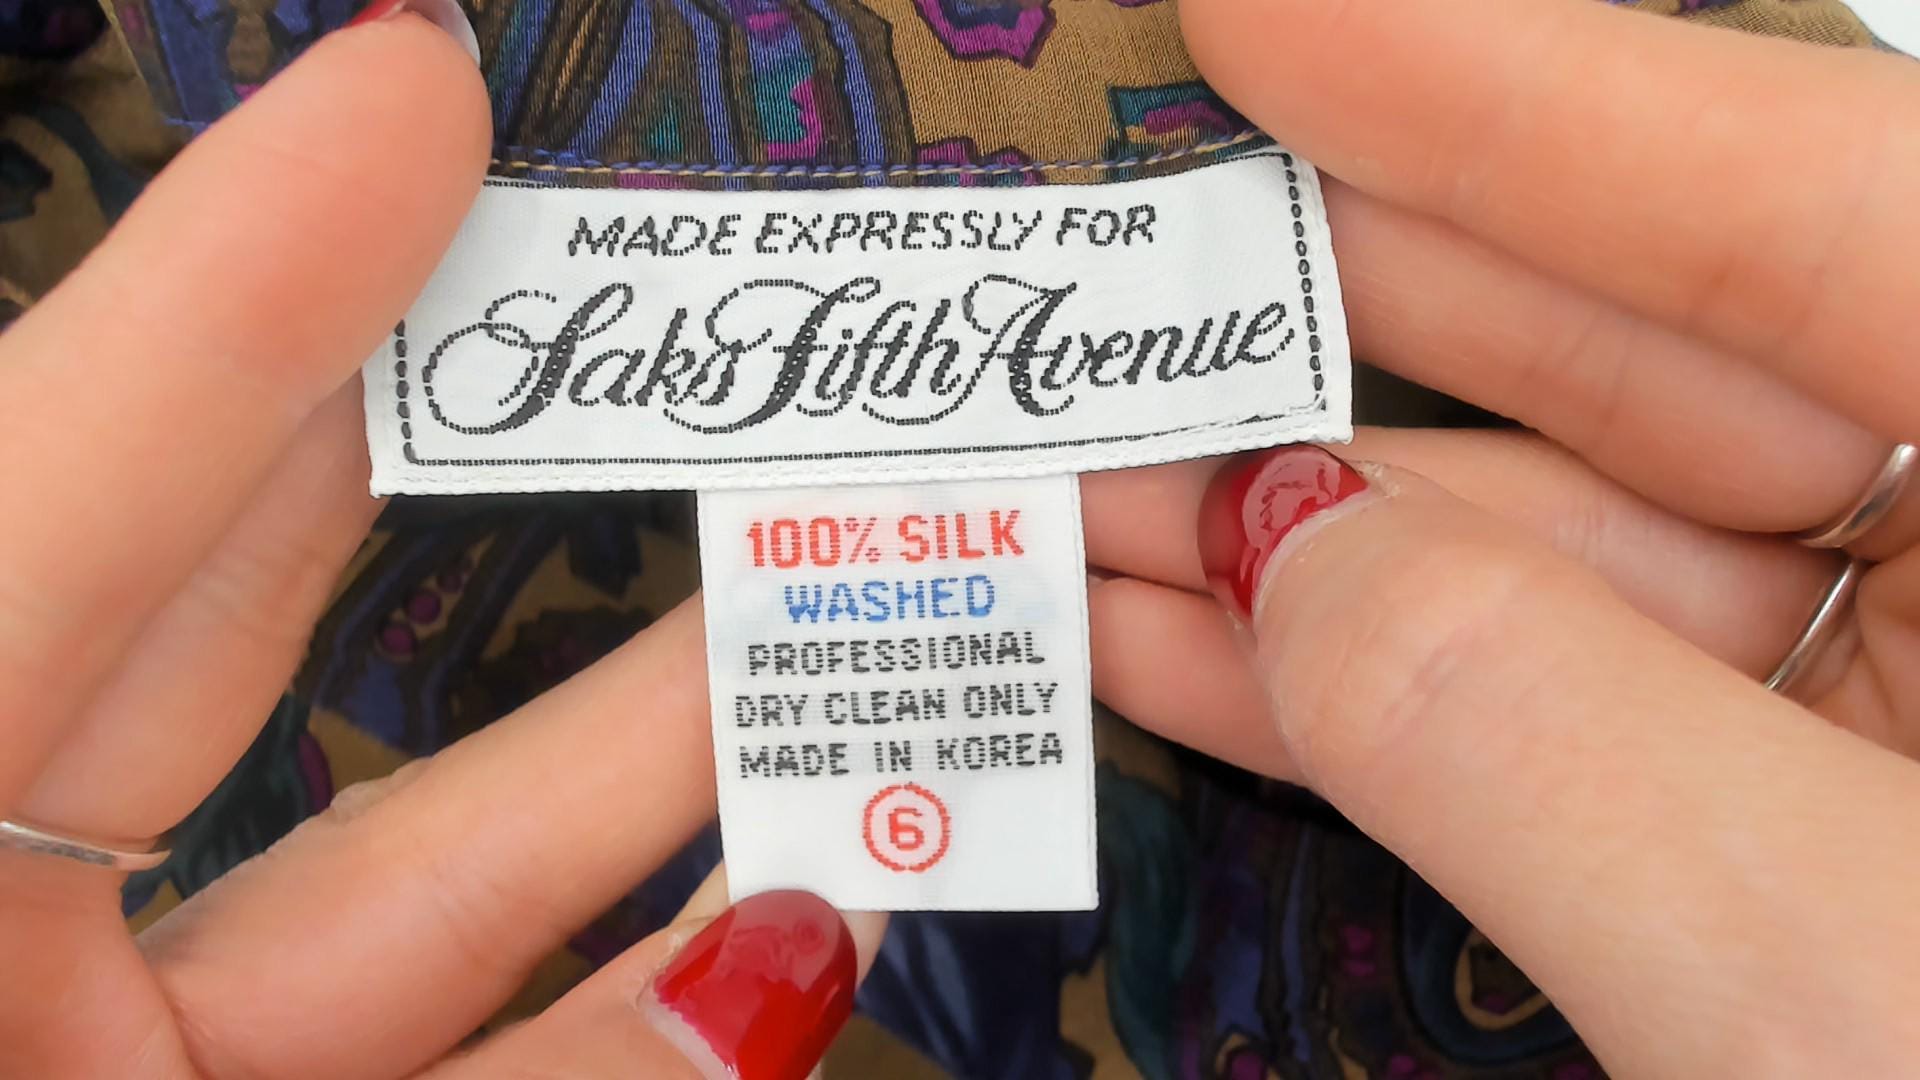 MADE EXPRESSLY FOR
Saks Fifth Avenue
100% SILK
WASHED
PROFESSIONAL
DRY CLEAN ONLY
MADE IN KOREA
6